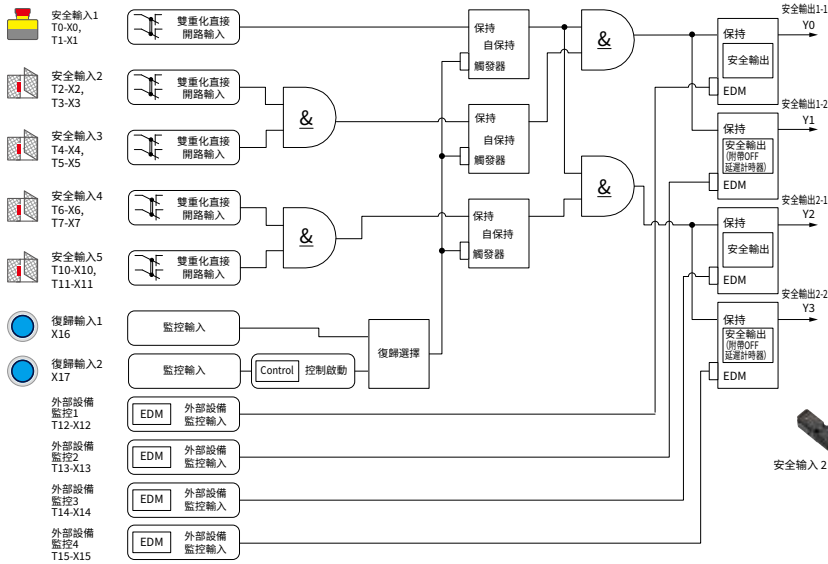 安全輸入1
T0-X0,
T1-X1
雙重化直接
開路輸入
安全輸入2
T2-X2,
T3-X3
雙重化直接
開路輸入
安全輸入3
T4-X4,
T5-X5
雙重化直接
開路輸入
安全輸入4
T6-X6,
T7-X7
雙重化直接
開路輸入
安全輸入5
T10-X10,
T11-X11
雙重化直接
開路輸入
&
&
復歸輸入1
X16
監控輸入
復歸輸入2
X17
監控輸入
Control 控制啟動
復歸選擇
外部設備
監控1
T12-X12
EDM 外部設備
監控輸入
外部設備
監控2
T13-X13
EDM 外部設備
監控輸入
外部設備
監控3
T14-X14
EDM 外部設備
監控輸入
外部設備
監控4
T15-X15
EDM 外部設備
監控輸入
保持
自保持
觸發器
保持
自保持
觸發器
保持
自保持
觸發器
&
&
安全輸出1-1
Y0
保持
安全輸出
EDM
安全輸出1-2
Y1
保持
安全輸出
(附帶OFF
延遲計時器)
EDM
安全輸出2-1
Y2
保持
安全輸出
EDM
安全輸出2-2
Y3
保持
安全輸出
(附帶OFF
延遲計時器)
EDM
安全輸入 2